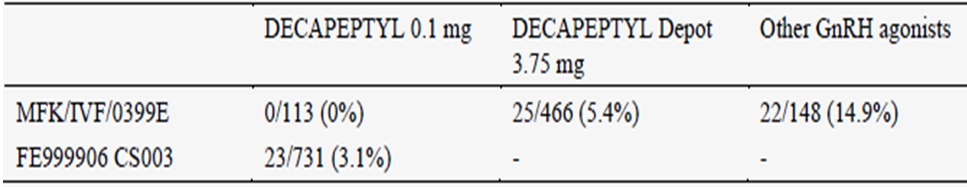 DECAPEPTYL 0.1 mg DECAPEPTYL Depot 3.75 mg Other GnRH agonists
MFK/IVF/0399E 0/113 (0%) 25/466 (5.4%) 22/148 (14.9%)
FE999906 CS003 23/731 (3.1%) - -